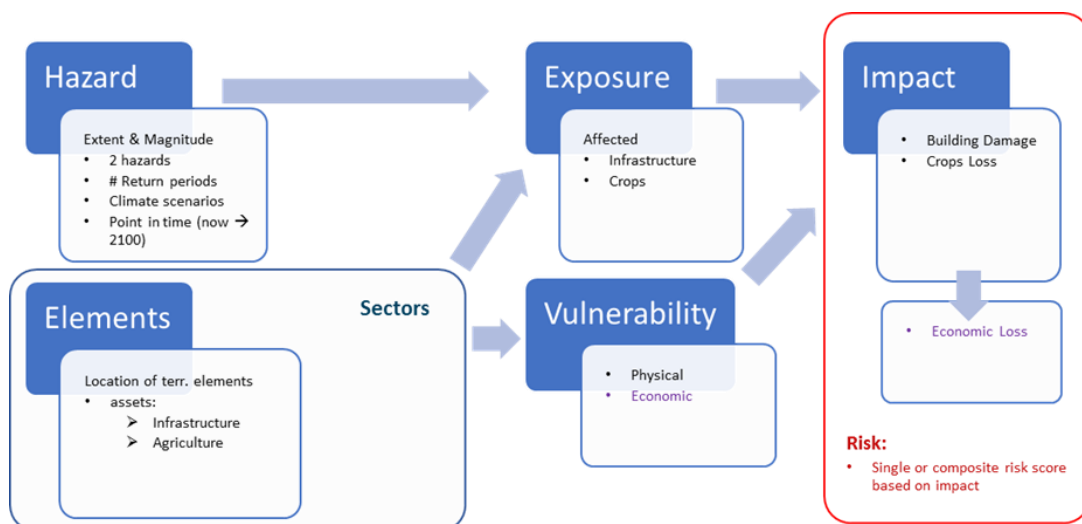 Hazard
Extent & Magnitude
• 2 hazards
• # Return periods
• Climate scenarios
• Point in time (now →
2100)
Exposure
Affected
• Infrastructure
• Crops
Impact
• Building Damage
• Crops Loss
• Economic Loss
Elements
Sectors
Location of terr. elements
• assets:
➢ Infrastructure
➢ Agriculture
Vulnerability
• Physical
• Economic
Risk:
• Single or composite risk score
based on impact